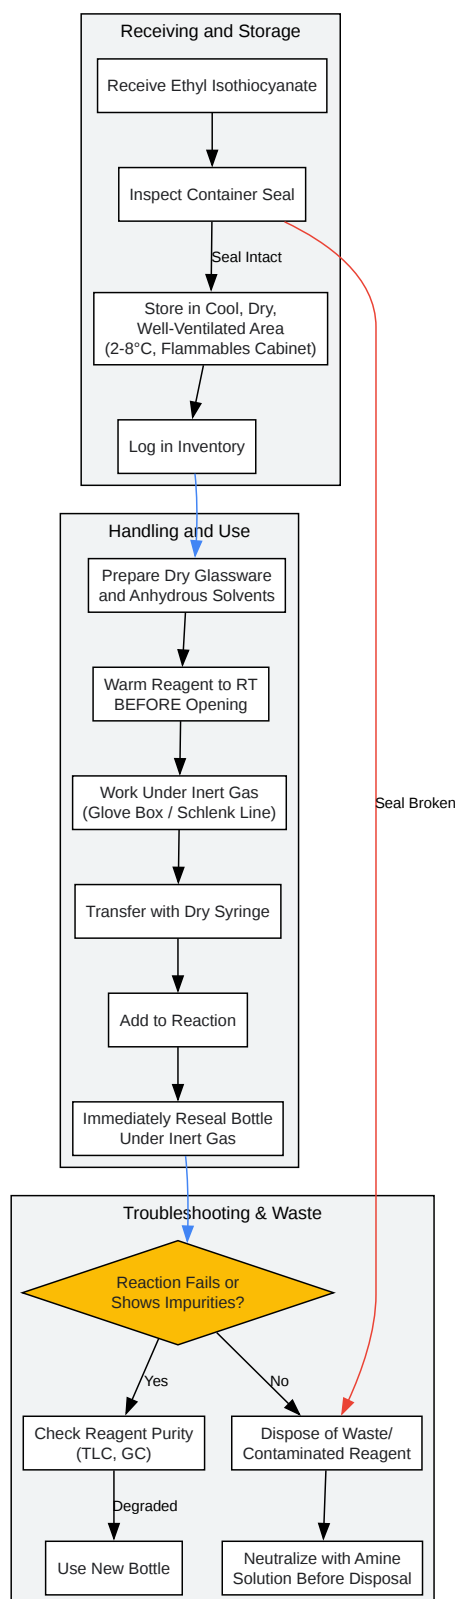 Receiving and Storage
Receive Ethyl Isothiocyanate
Inspect Container Seal
Seal Intact
Store in Cool, Dry,
Well-Ventilated Area
(2-8°C, Flammables Cabinet)
Log in Inventory
Handling and Use
Prepare Dry Glassware
and Anhydrous Solvents
Warm Reagent to RT
BEFORE Opening
Work Under Inert Gas
(Glove Box / Schlenk Line)
Seal Broken
Transfer with Dry Syringe
Add to Reaction
Immediately Reseal Bottle
Under Inert Gas
Troubleshooting & Waste
Reaction Fails or
Shows Impurities?
Yes
No
Check Reagent Purity
(TLC, GC)
Dispose of Waste/
Contaminated Reagent
Degraded
Use New Bottle
Neutralize with Amine
Solution Before Disposal